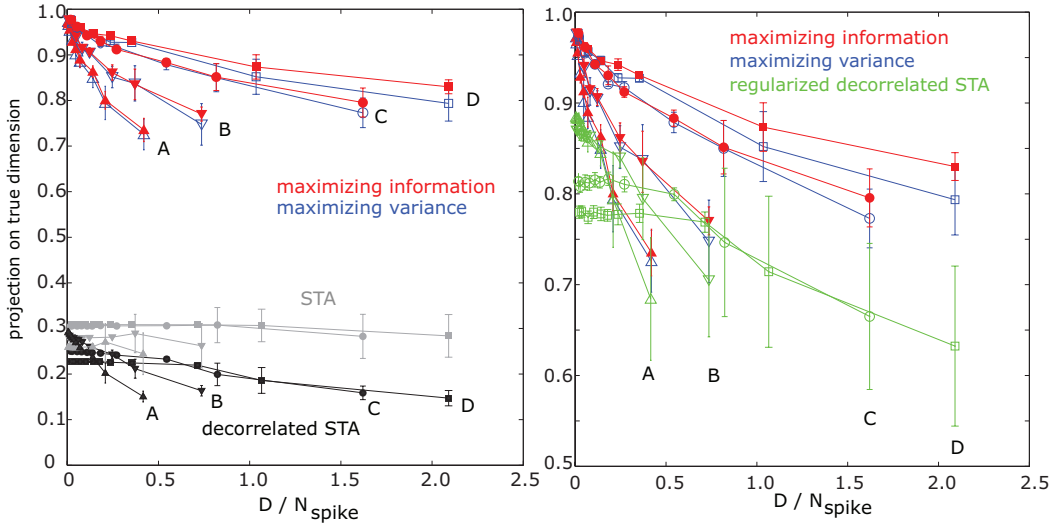 projection on true dimension
1.0
0.9
0.8
0.7
0.6
0.5
0.4
0.3
0.2
0.1
0
A
B
C
D
maximizing information
maximizing variance
STA
A
B
C
D
decorrelated STA
0
0.5
1.0
1.5
2.0
2.5
D / Nspike
1.0
0.9
0.8
0.7
0.6
0.5
maximizing information
maximizing variance
regularized decorrelated STA
A
B
C
D
0
0.5
1.0
1.5
2.0
2.5
D / Nspike